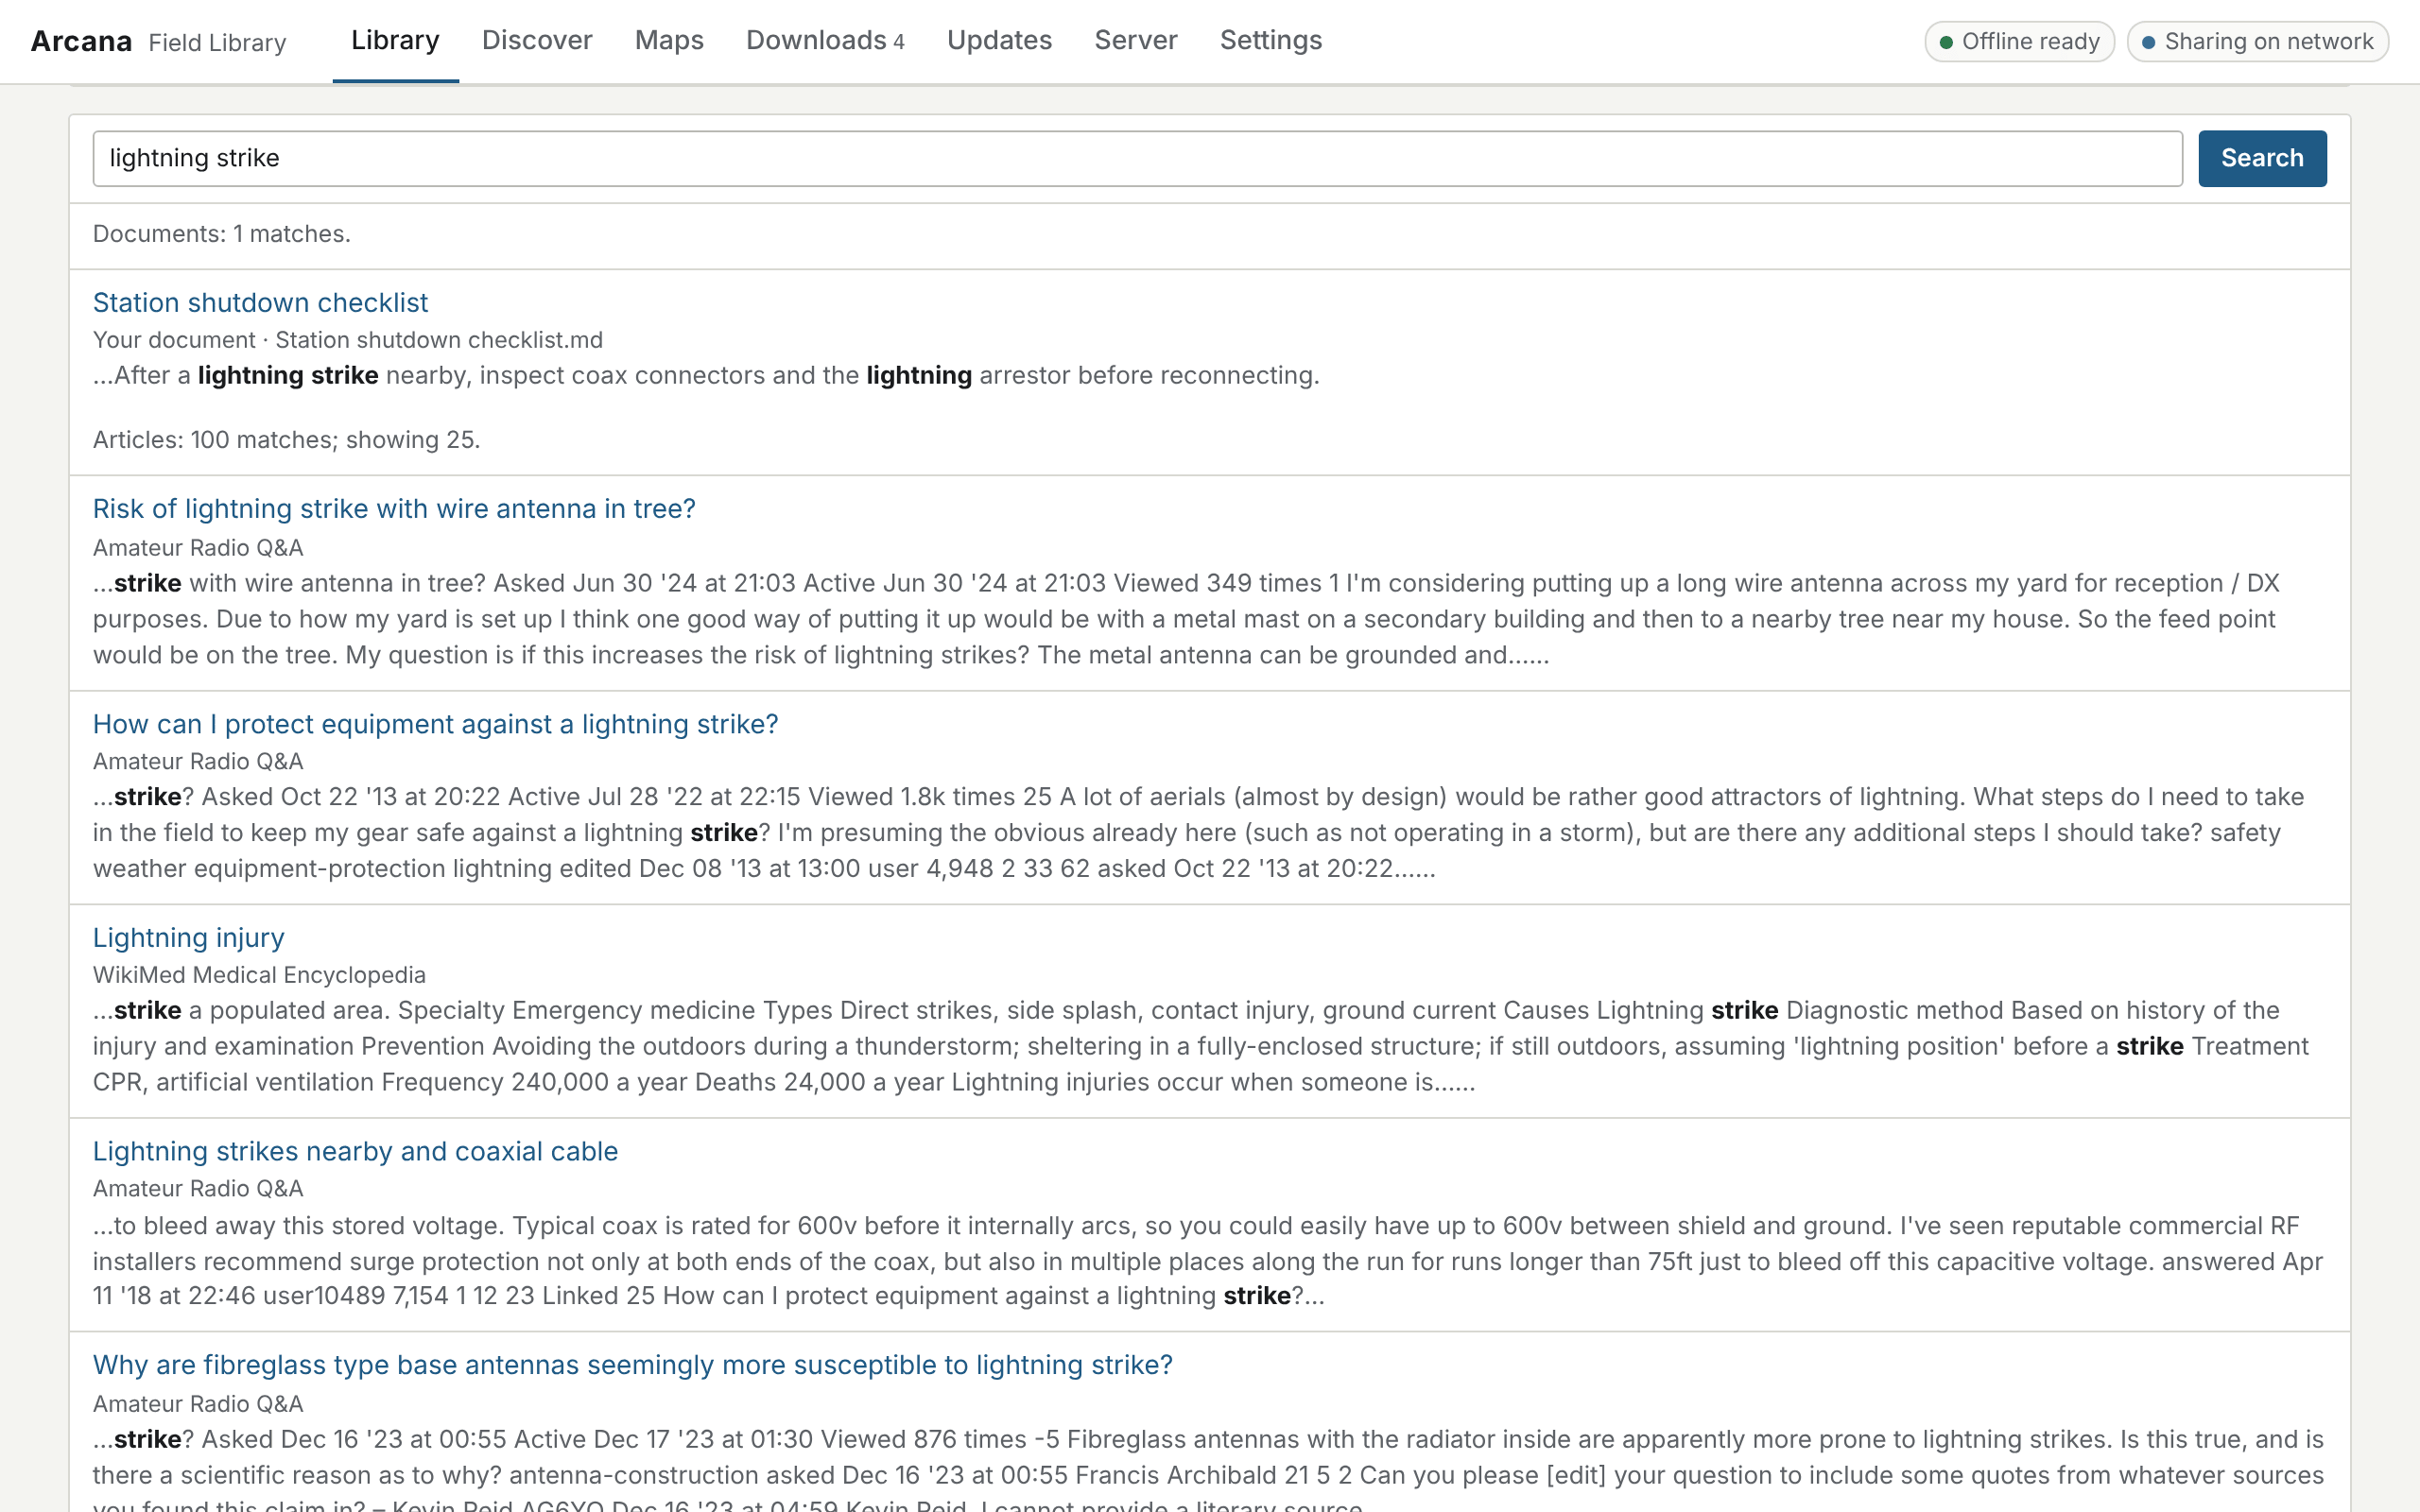 Arcana Field Library Library Discover Maps Downloads 4 Updates Server Settings Offline ready Sharing on network
lightning strike Search
Documents: 1 matches.
Station shutdown checklist
Your document · Station shutdown checklist.md
...After a lightning strike nearby, inspect coax connectors and the lightning arrestor before reconnecting.
Articles: 100 matches; showing 25.
Risk of lightning strike with wire antenna in tree?
Amateur Radio Q&A
...strike with wire antenna in tree? Asked Jun 30 '24 at 21:03 Active Jun 30 '24 at 21:03 Viewed 349 times 1 I'm considering putting up a long wire antenna across my yard for reception / DX
purposes. Due to how my yard is set up I think one good way of putting it up would be with a metal mast on a secondary building and then to a nearby tree near my house. So the feed point
would be on the tree. My question is if this increases the risk of lightning strikes? The metal antenna can be grounded and......
How can I protect equipment against a lightning strike?
Amateur Radio Q&A
...strike? Asked Oct 22 '13 at 20:22 Active Jul 28 '22 at 22:15 Viewed 1.8k times 25 A lot of aerials (almost by design) would be rather good attractors of lightning. What steps do I need to take
in the field to keep my gear safe against a lightning strike? I'm presuming the obvious already here (such as not operating in a storm), but are there any additional steps I should take? safety
weather equipment-protection lightning edited Dec 08 '13 at 13:00 user 4,948 2 33 62 asked Oct 22 '13 at 20:22......
Lightning injury
WikiMed Medical Encyclopedia
...strike a populated area. Specialty Emergency medicine Types Direct strikes, side splash, contact injury, ground current Causes Lightning strike Diagnostic method Based on history of the
injury and examination Prevention Avoiding the outdoors during a thunderstorm; sheltering in a fully-enclosed structure; if still outdoors, assuming 'lightning position' before a strike Treatment
CPR, artificial ventilation Frequency 240,000 a year Deaths 24,000 a year Lightning injuries occur when someone is......
Lightning strikes nearby and coaxial cable
Amateur Radio Q&A
...to bleed away this stored voltage. Typical coax is rated for 600v before it internally arcs, so you could easily have up to 600v between shield and ground. I've seen reputable commercial RF
installers recommend surge protection not only at both ends of the coax, but also in multiple places along the run for runs longer than 75ft just to bleed off this capacitive voltage. answered Apr
11 '18 at 22:46 user10489 7,154 1 12 23 Linked 25 How can I protect equipment against a lightning strike?...
Why are fibreglass type base antennas seemingly more susceptible to lightning strike?
Amateur Radio Q&A
...strike? Asked Dec 16 '23 at 00:55 Active Dec 17 '23 at 01:30 Viewed 876 times -5 Fibreglass antennas with the radiator inside are apparently more prone to lightning strikes. Is this true, and is
there a scientific reason as to why? antenna-construction asked Dec 16 '23 at 00:55 Francis Archibald 21 5 2 Can you please [edit] your question to include some quotes from whatever sources
you found this claim in? – Kevin Reid AG6YO Dec 16 '23 at 04:59 Kevin Reid, I cannot provide a literary source